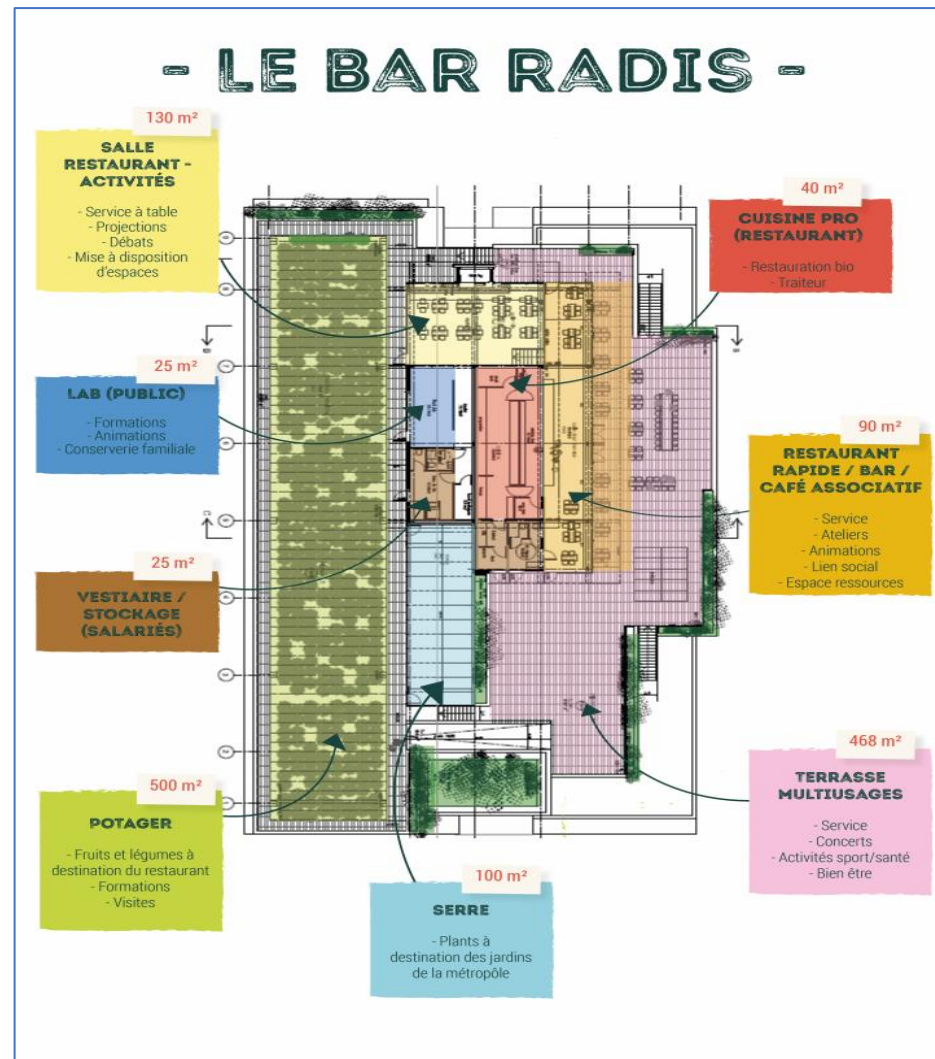 - LE BAR RADIS -
130 m²
SALLE
RESTAURANT -
ACTIVITÉS
- Service à table
- Projections
- Débats
- Mise à disposition
d'espaces
40 m²
CUISINE PRO
(RESTAURANT)
- Restauration bio
- Traiteur
25 m²
LAB (PUBLIC)
- Formations
- Animations
- Conserverie familiale
90 m²
RESTAURANT
RAPIDE / BAR /
CAFÉ ASSOCIATIF
- Service
- Ateliers
- Animations
- Lien social
- Espace ressources
25 m²
VESTIAIRE /
STOCKAGE
(SALARIÉS)
500 m²
POTAGER
- Fruits et légumes à
destination du restaurant
- Formations
- Visites
468 m²
TERRASSE
MULTIUSAGES
- Service
- Concerts
- Activités sport/santé
- Bien être
100 m²
SERRE
- Plants à
destination des jardins
de la métropôle